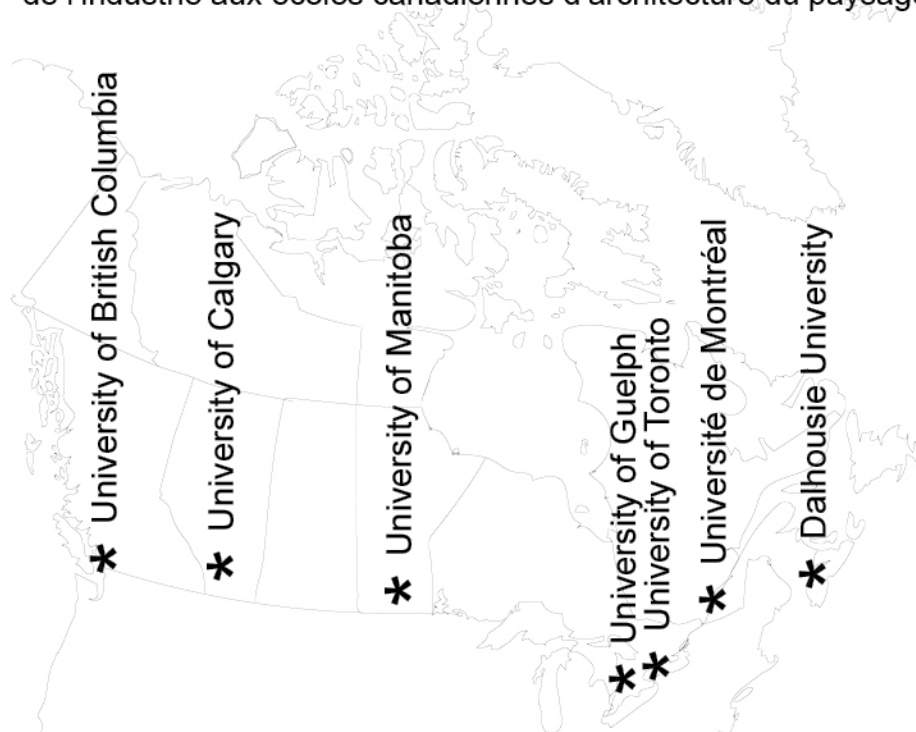 de l'industrie aux écoles canadiennes d'architecture du paysage
* University of British Columbia
* University of Calgary
* University of Manitoba
* University of Guelph
* University of Toronto
* Université de Montréal
* Dalhousie University